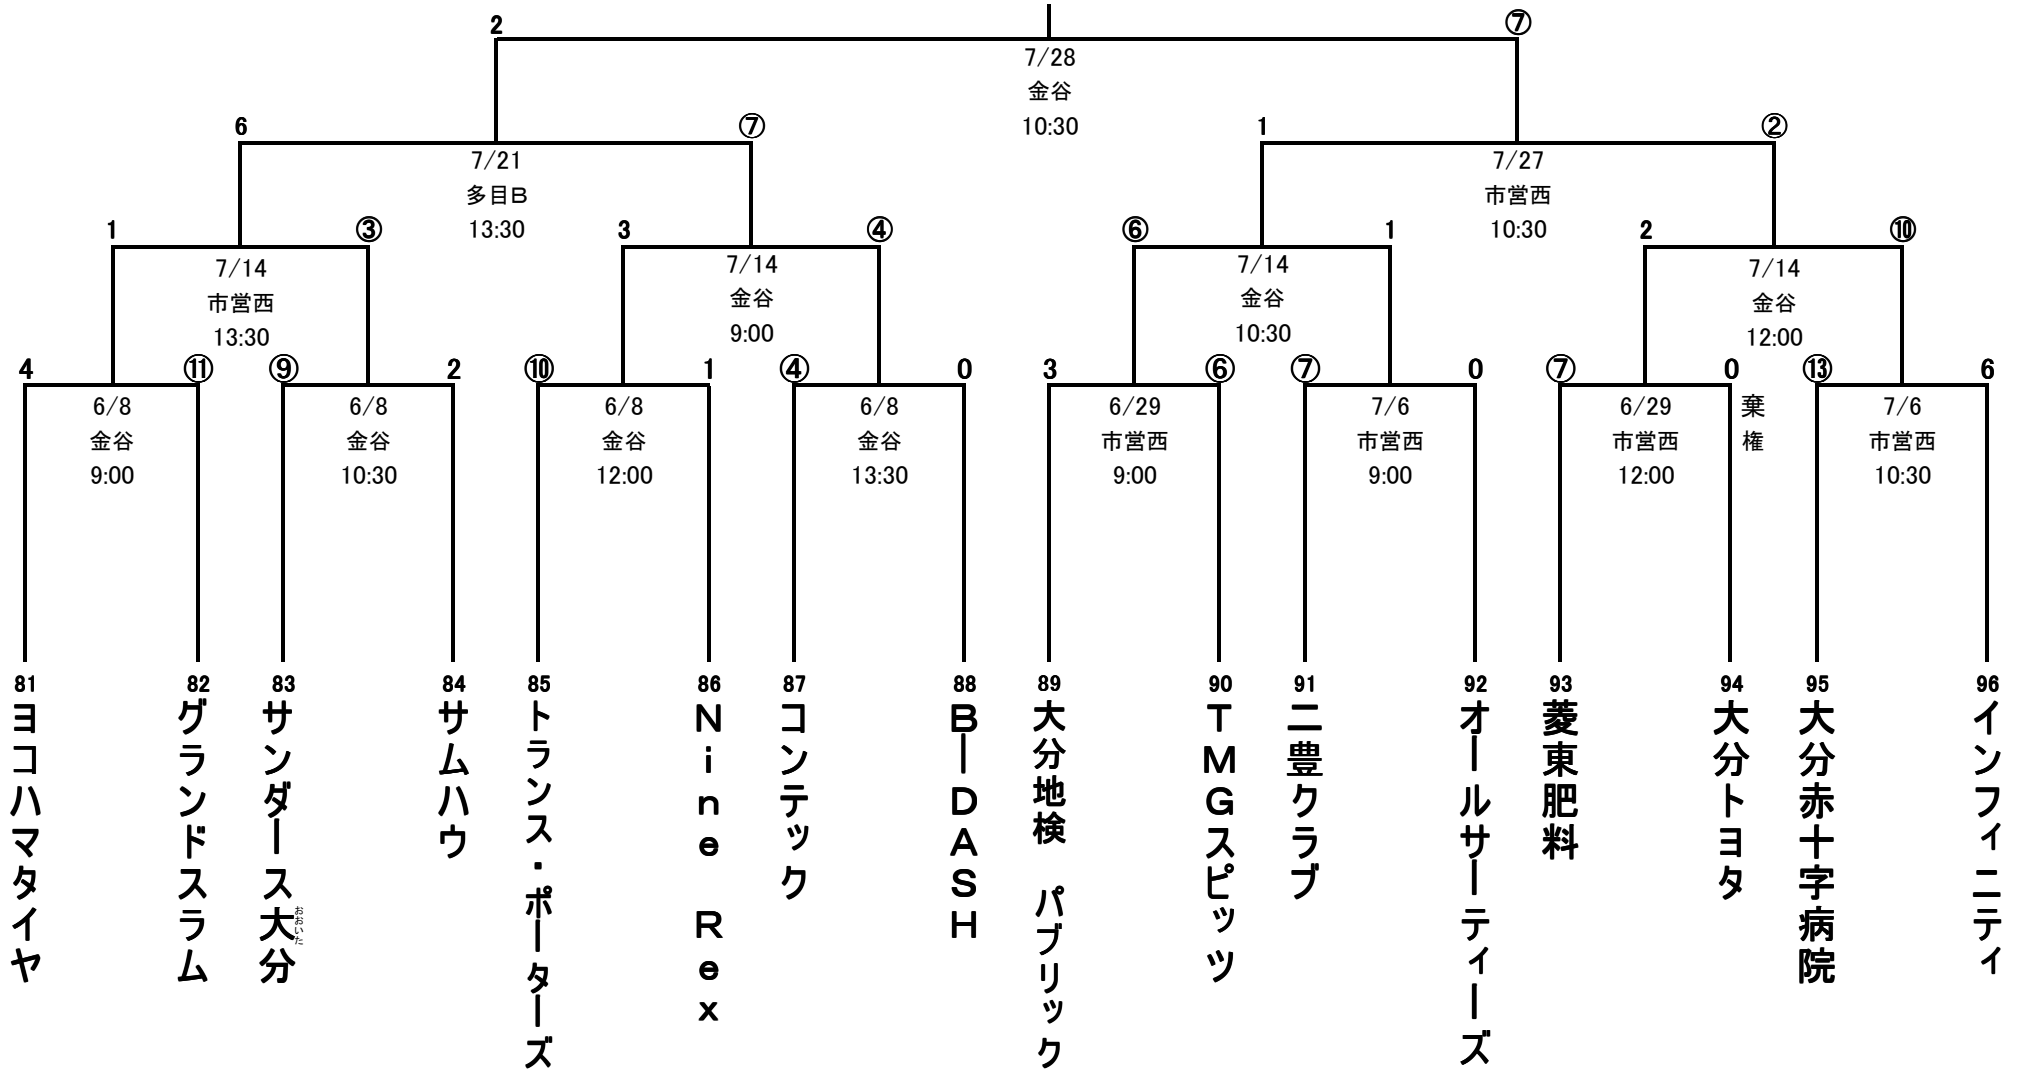 2 ⑦
7/28
金谷
10:30
6 ⑦ 1 ②
7/21 7/27
多目B 市営西
13:30 10:30
1 ③ 3 ④ ⑥ 1 2 ⑩
7/14 7/14 7/14 7/14
市営西 金谷 金谷 金谷
13:30 9:00 10:30 12:00
4 ⑪ ⑨ 2 ⑩ 1 ④ 0 3 ⑥ ⑦ 0 ⑦ 0 ⑬ 6
6/8 6/8 6/8 6/8 6/29 7/6 6/29 7/6
金谷 金谷 金谷 金谷 市営西 市営西 市営西 市営西
9:00 10:30 12:00 13:30 9:00 9:00 12:00 10:30
棄権
81 ヨコハマタイヤ
82 グランドスラム
83 サンダース大分
おおいた
84 サムハウ
85 トランス・ポーターズ
86 Nine Rex
87 コンテック
88 B―DASH
89 大分地検 パブリック
90 TMGスピッツ
91 二豊クラブ
92 オールサーティーズ
93 菱東肥料
94 大分トヨタ
95 大分赤十字病院
96 インフィニティ